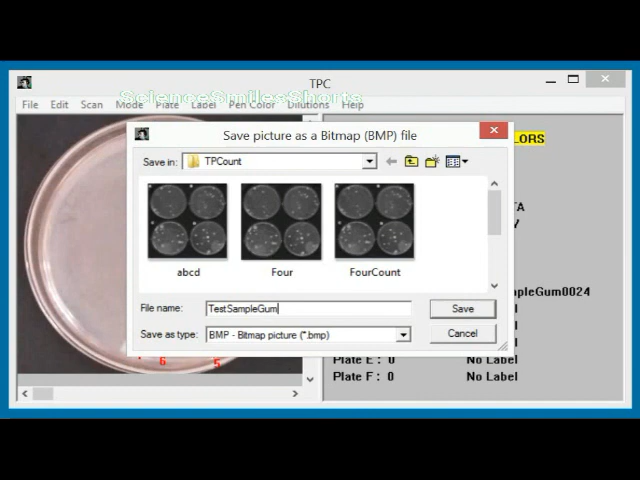 TPC
ScienceSmilesShorts
File Edit Scan Mode Plate Label Pen Color Dilutions Help
Save picture as a Bitmap (BMP) file
LORS
Save in: TPCount
TA
abcd Four FourCount
mpleGum0024
File name: TestSampleGum Save
Save as type: BMP - Bitmap picture (*.bmp) Cancel
6 5
Plate E : 0 No Label
Plate F : 0 No Label